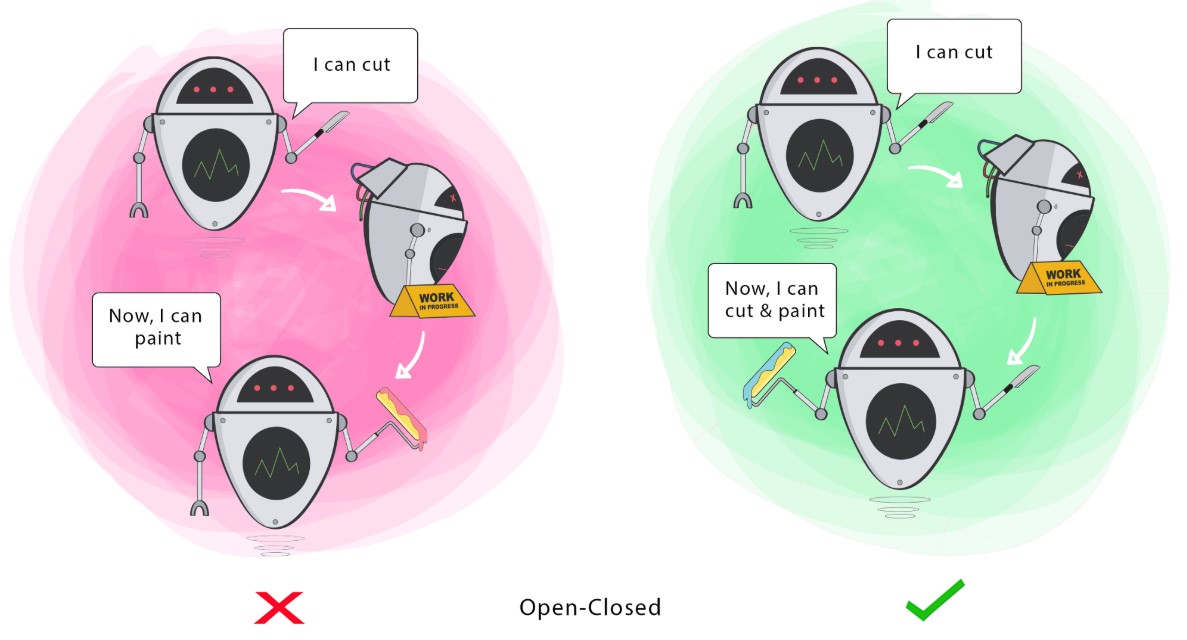 I can cut
WORK
IN PROGRESS
Now, I can
paint
I can cut
WORK
IN PROGRESS
Now, I can
cut & paint
Open-Closed